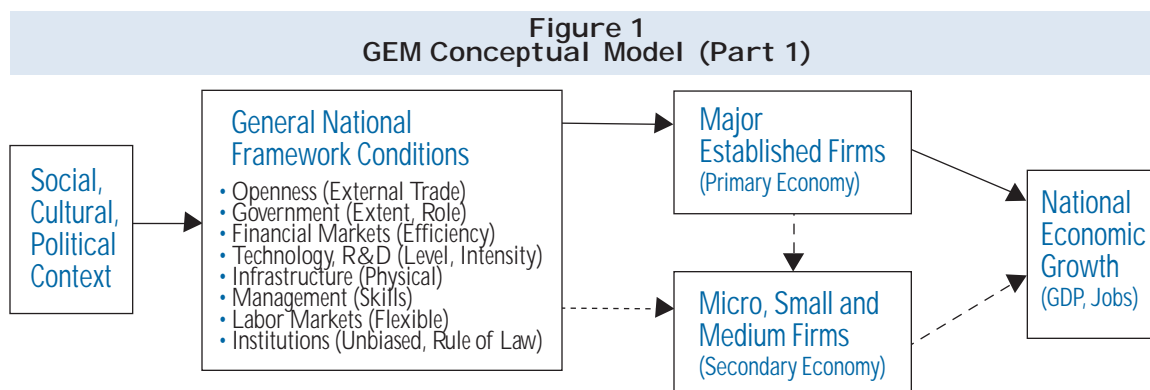 Figure 1
GEM Conceptual Model (Part 1)
Social,
Cultural,
Political
Context
General National
Framework Conditions
• Openness (External Trade)
• Government (Extent, Role)
• Financial Markets (Efficiency)
• Technology, R&D (Level, Intensity)
• Infrastructure (Physical)
• Management (Skills)
• Labor Markets (Flexible)
• Institutions (Unbiased, Rule of Law)
Major
Established Firms
(Primary Economy)
Micro, Small and
Medium Firms
(Secondary Economy)
National
Economic
Growth
(GDP, Jobs)